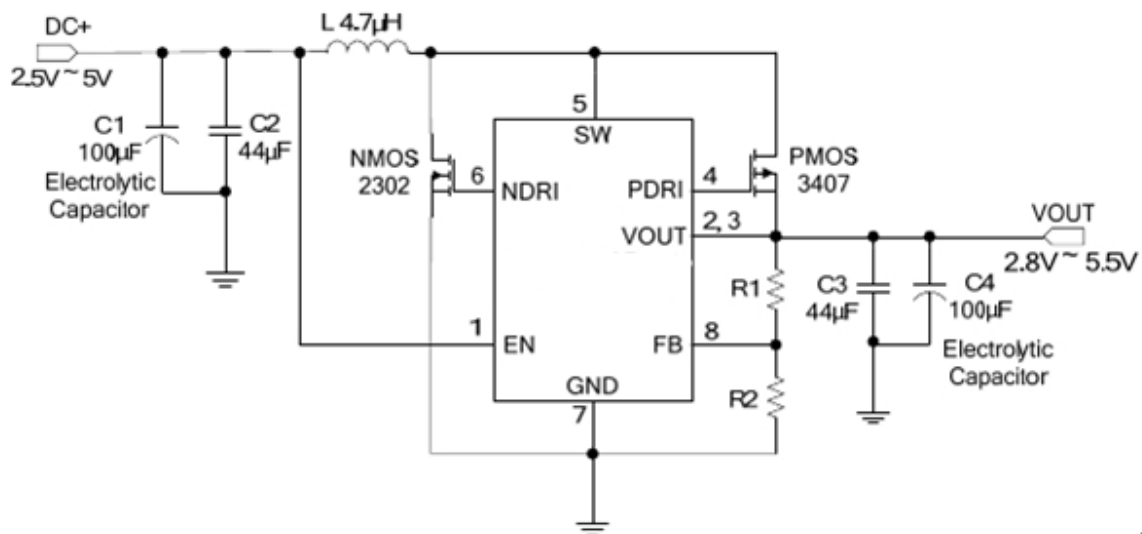 DC+
2.5V~5V
L 4.7µH
C1
100µF
Electrolytic
Capacitor
C2
44µF
NMOS
2302
5
SW
6
NDRI
PDRI
4
PMOS
3407
VOUT
2, 3
VOUT
2.8V~5.5V
R1
C3
44µF
C4
100µF
Electrolytic
Capacitor
1
EN
FB
8
GND
7
R2